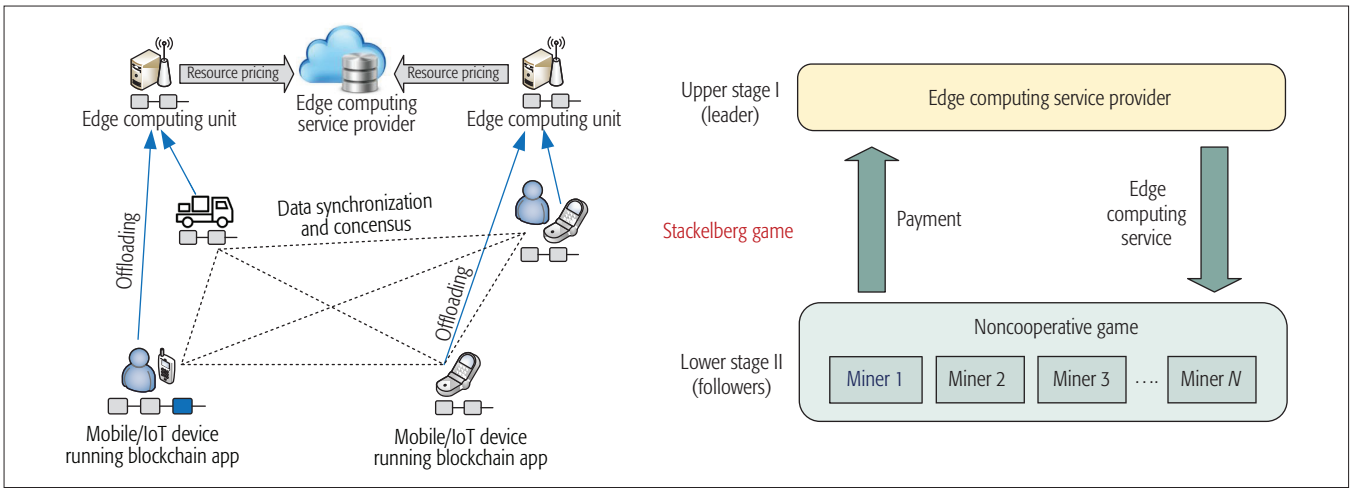 Resource pricing
Resource pricing
Edge computing unit
Edge computing
service provider
Edge computing unit
Offloading
Data synchronization
and concensus
Offloading
Mobile/IoT device
running blockchain app
Mobile/IoT device
running blockchain app
Upper stage I
(leader)
Edge computing service provider
Stackelberg game
Payment
Edge
computing
service
Lower stage II
(followers)
Noncooperative game
Miner 1
Miner 2
Miner 3
....
Miner N